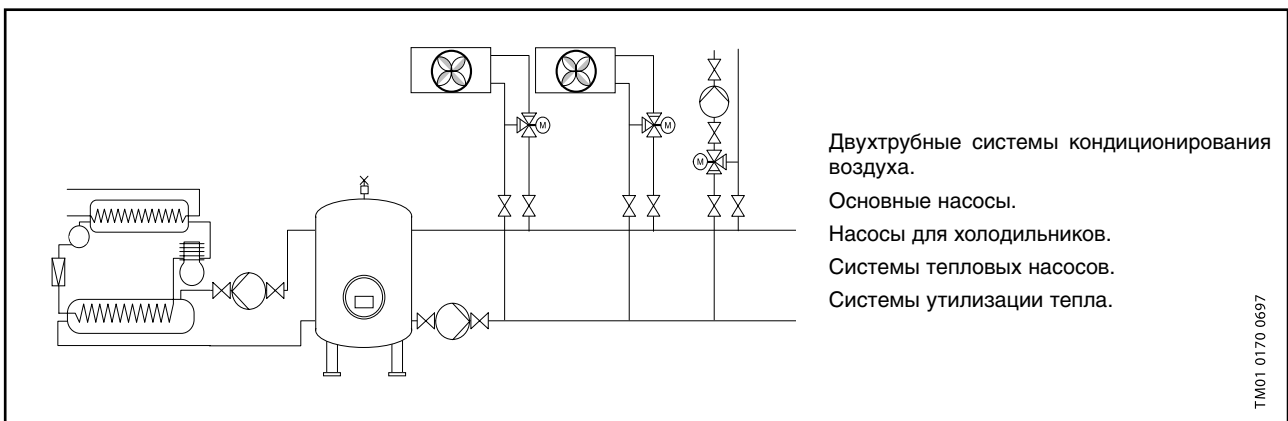 M
M
M
Двухтрубные системы кондиционирования
воздуха.
Основные насосы.
Насосы для холодильников.
Системы тепловых насосов.
Системы утилизации тепла.
TM01 0170 0697